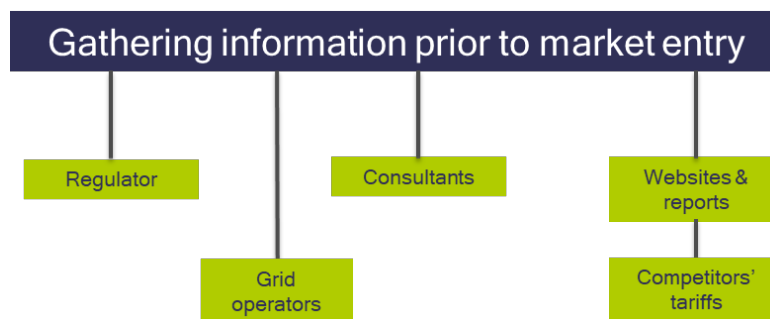 Gathering information prior to market entry
Regulator
Consultants
Websites &
reports
Grid
operators
Competitors’
tariffs